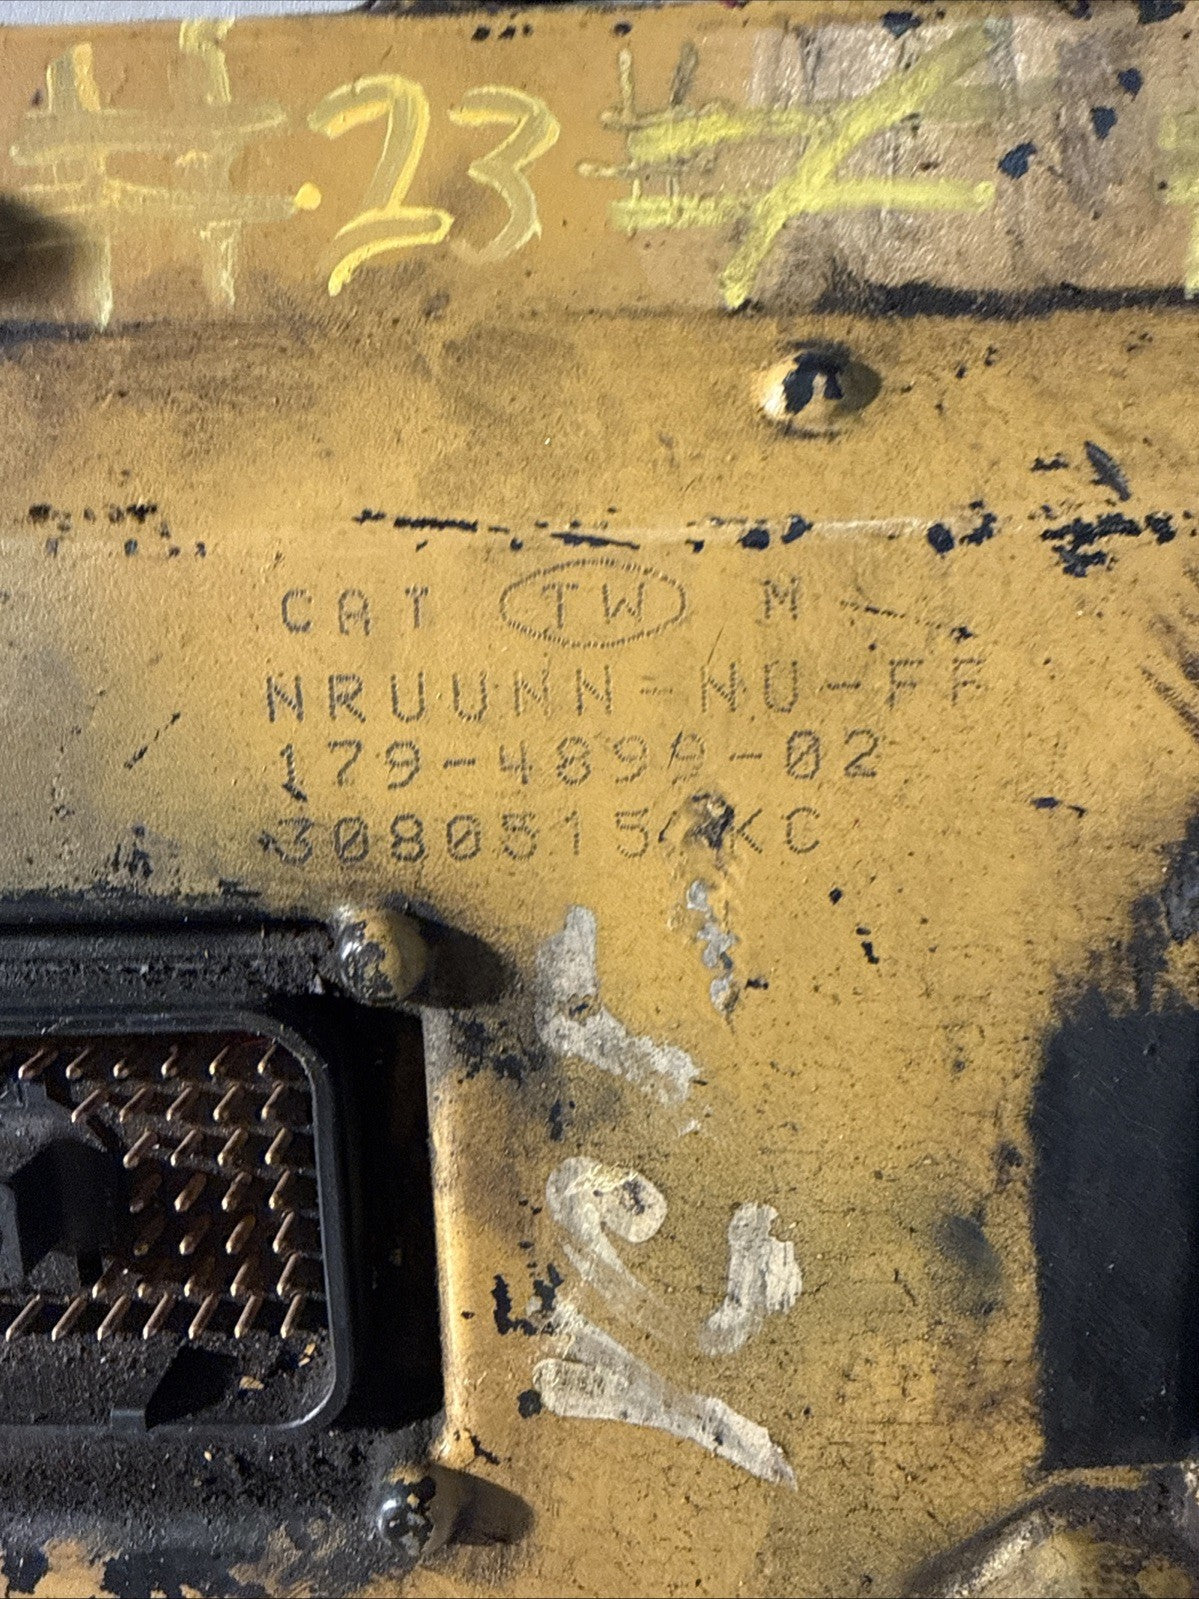 #.23
CAT TW M
NRUUNN-NU-FF
179-4899-02
3080515 KC